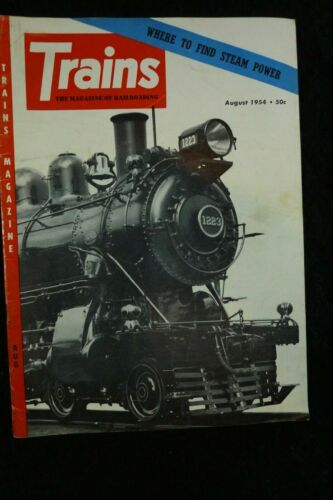 WHERE TO FIND STEAM POWER
Trains
THE MAGAZINE OF RAILROADING
August 1954 • 50c
TRAINS MAGAZINE
AUG
1223
1223